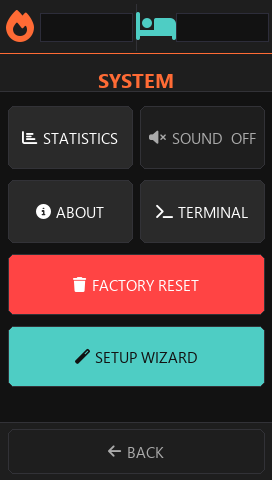 SYSTEM
STATISTICS
SOUND OFF
ABOUT
TERMINAL
FACTORY RESET
SETUP WIZARD
BACK